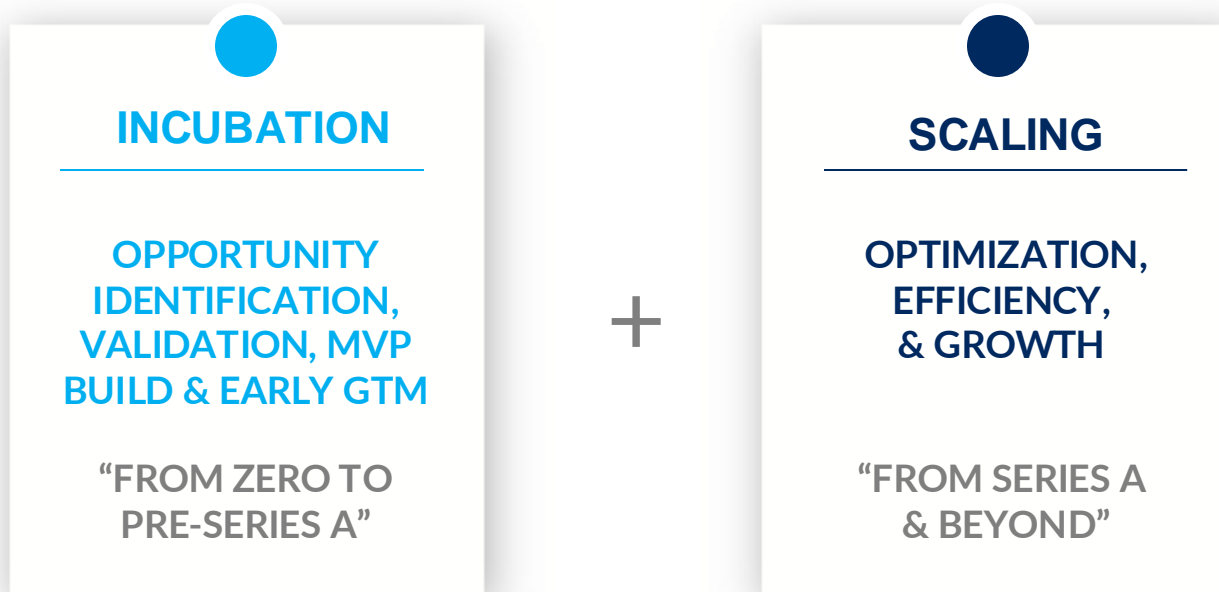 INCUBATION
OPPORTUNITY
IDENTIFICATION,
VALIDATION, MVP
BUILD & EARLY GTM
“FROM ZERO TO
PRE-SERIES A”
+
SCALING
OPTIMIZATION,
EFFICIENCY,
& GROWTH
“FROM SERIES A
& BEYOND”